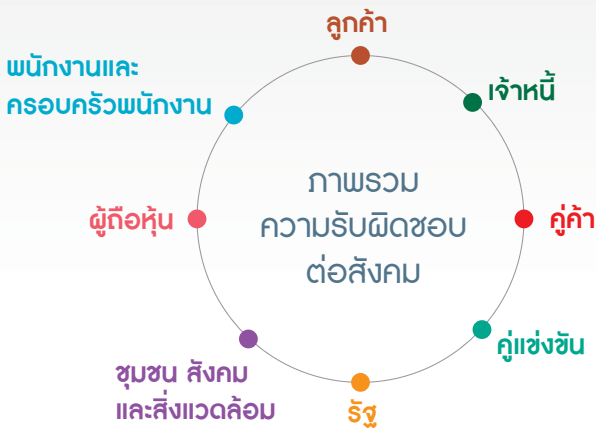 ลูกค้า
พนักงานและ
ครอบครัวพนักงาน
เจ้าหนี้
ภาพรวม
ความรับผิดชอบ
ต่อสังคม
ผู้ถือหุ้น
คู่ค้า
คู่แข่งขัน
ชุมชน สังคม
และสิ่งแวดล้อม
รัฐ